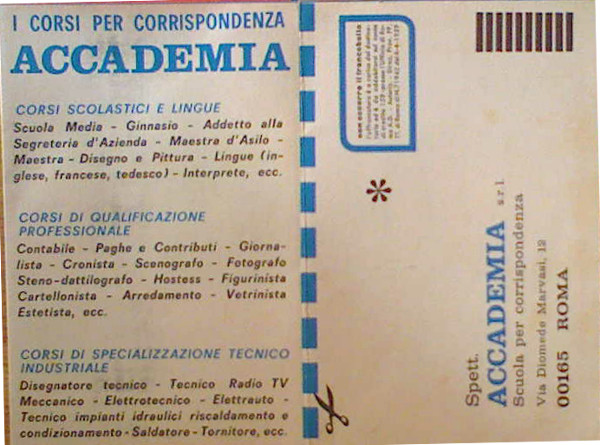 I CORSI PER CORRISPONDENZA
ACCADEMIA
CORSI SCOLASTICI E LINGUE
Scuola Media - Ginnasio - Addetto alla
Segreteria d'Azienda - Maestra d'Asilo -
Maestra - Disegno e Pittura - Lingue (in-
glese, francese, tedesco) - Interprete, ecc.
CORSI DI QUALIFICAZIONE
PROFESSIONALE
Contabile - Paghe e Contributi - Giorna-
lista - Cronista - Scenografo - Fotografo
Steno-dattilografo - Hostess - Figurinista
Cartellonista - Arredamento - Vetrinista
Estetista, ecc.
CORSI DI SPECIALIZZAZIONE TECNICO
INDUSTRIALE
Disegnatore tecnico - Tecnico Radio TV
Meccanico - Elettrotecnico - Elettrauto -
Tecnico impianti idraulici riscaldamento e
condizionamento - Saldatore - Tornitore, ecc.
non occorre il francobollo
*
Spett.
ACCADEMIA s.r.l.
Scuola per corrispondenza
Via Diomede Marvasi, 12
00165 ROMA